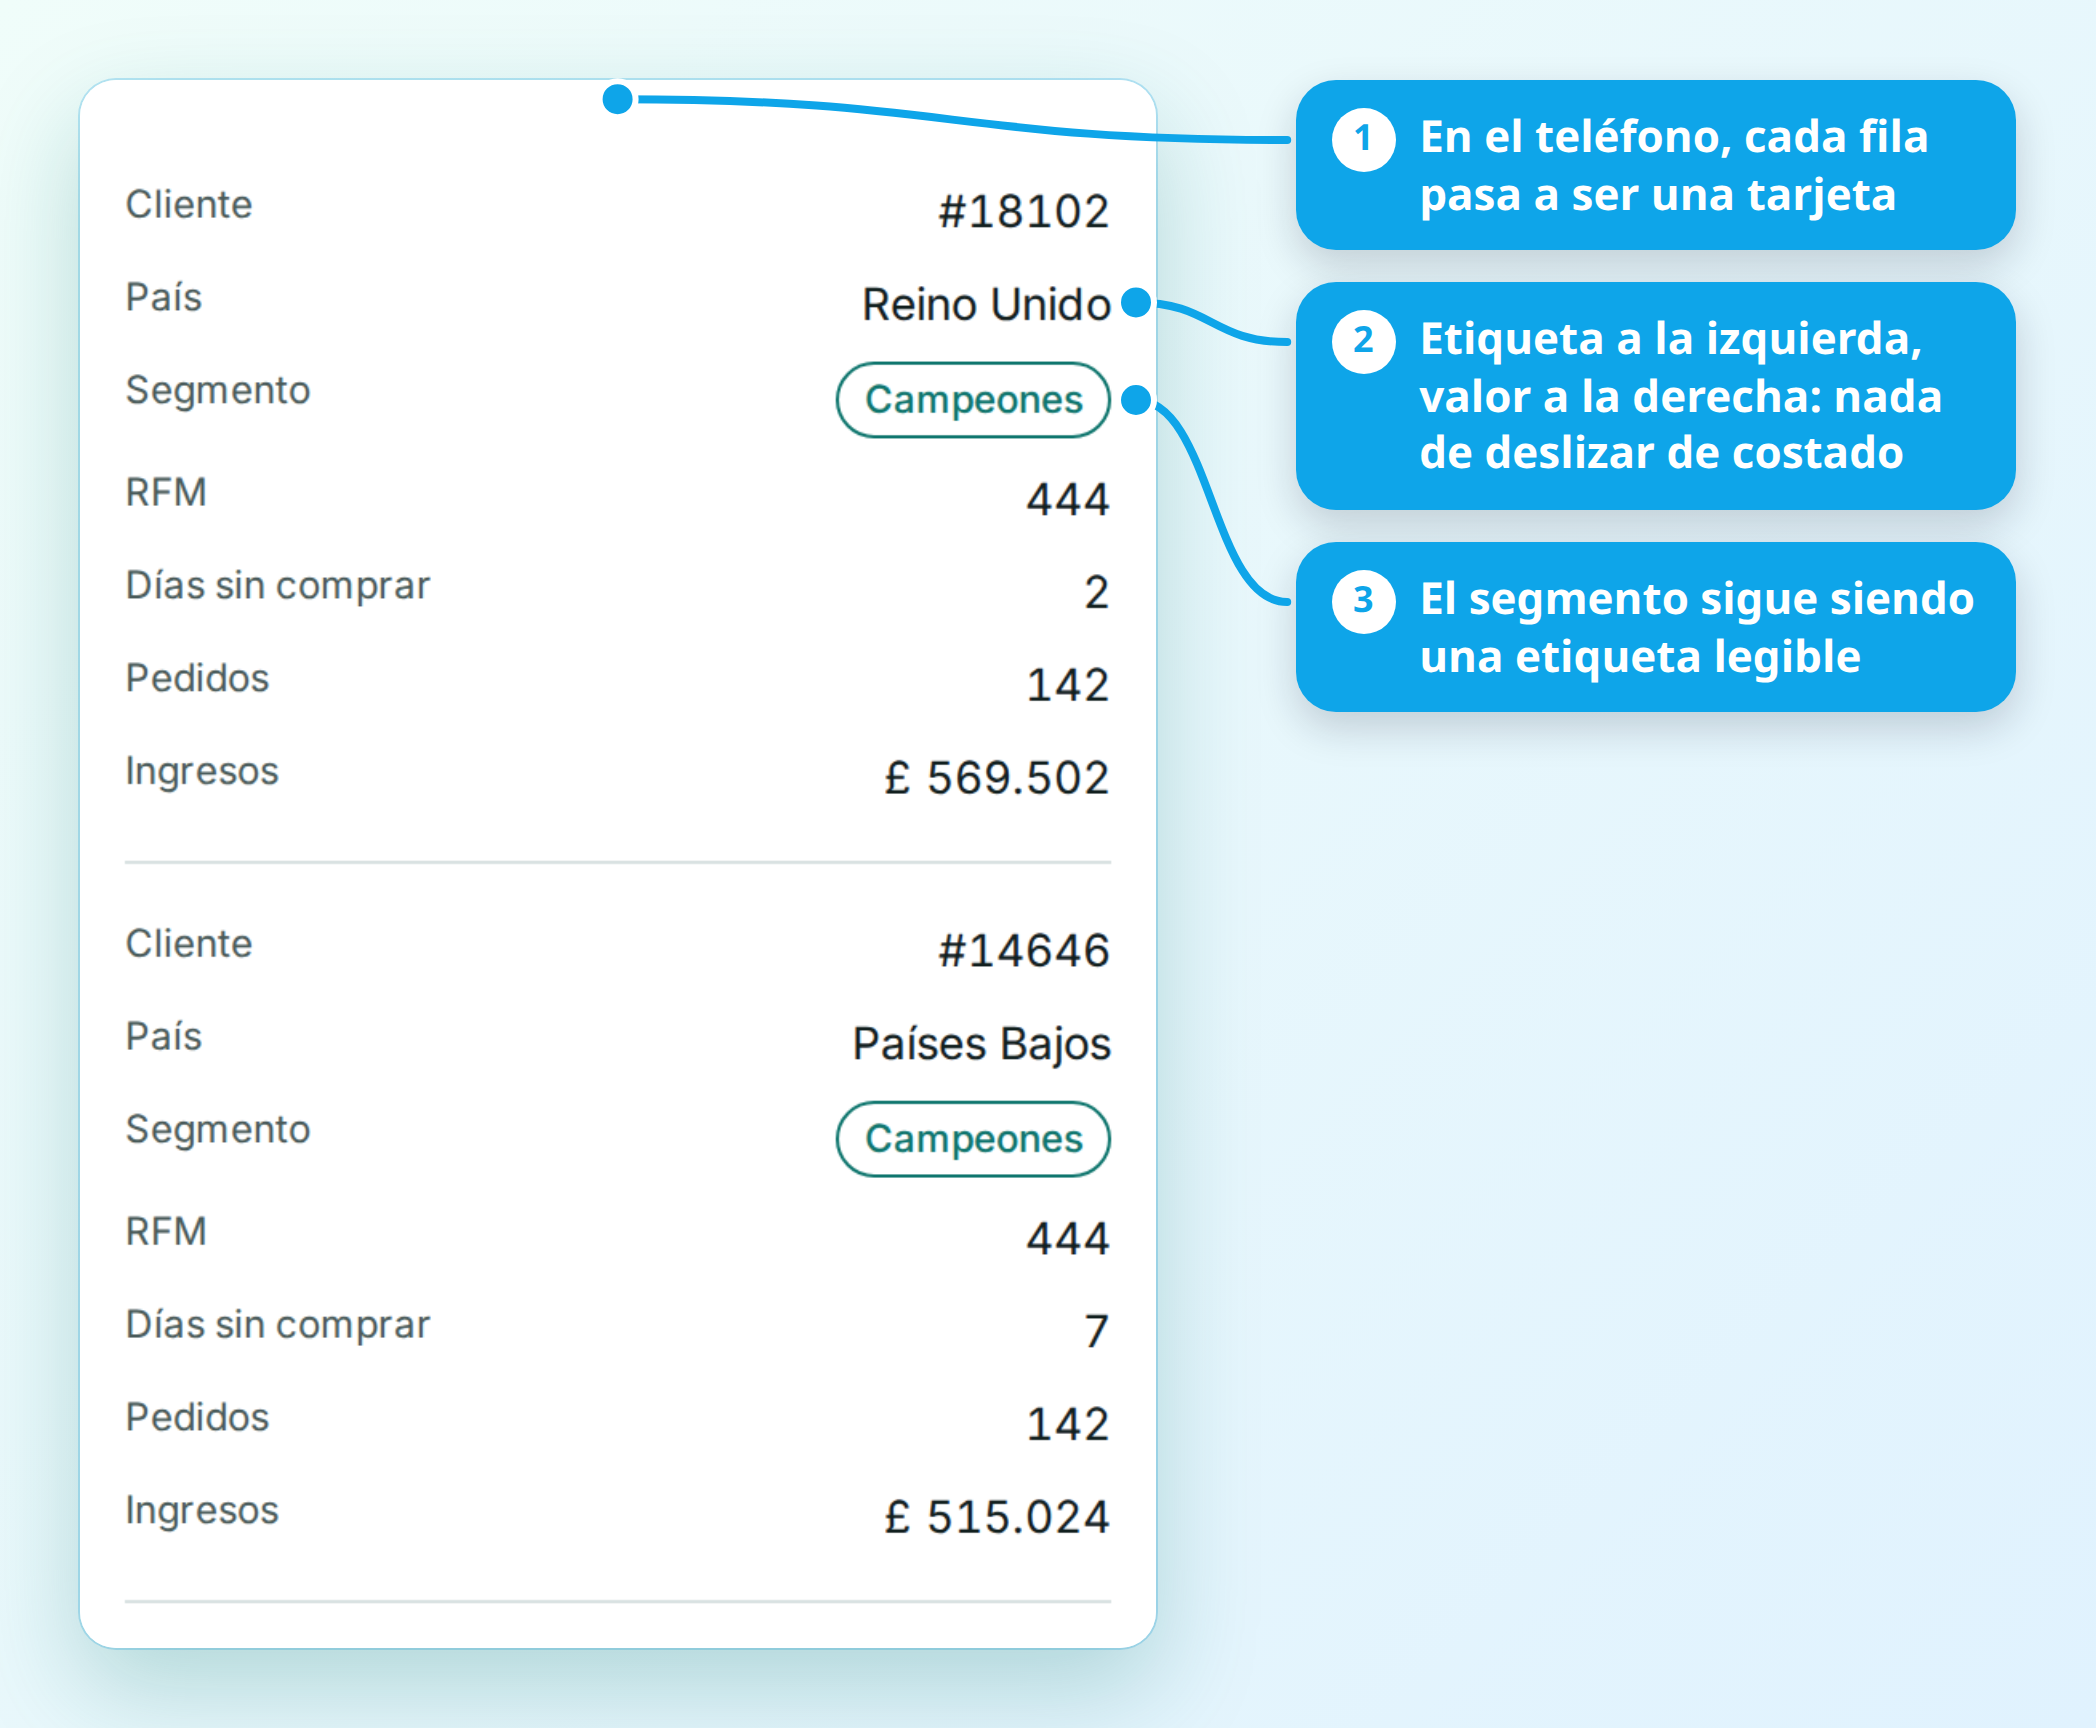 Cliente #18102
País Reino Unido
Segmento Campeones
RFM 444
Días sin comprar 2
Pedidos 142
Ingresos £ 569.502
Cliente #14646
País Países Bajos
Segmento Campeones
RFM 444
Días sin comprar 7
Pedidos 142
Ingresos £ 515.024
1 En el teléfono, cada fila
pasa a ser una tarjeta
2 Etiqueta a la izquierda,
valor a la derecha: nada
de deslizar de costado
3 El segmento sigue siendo
una etiqueta legible